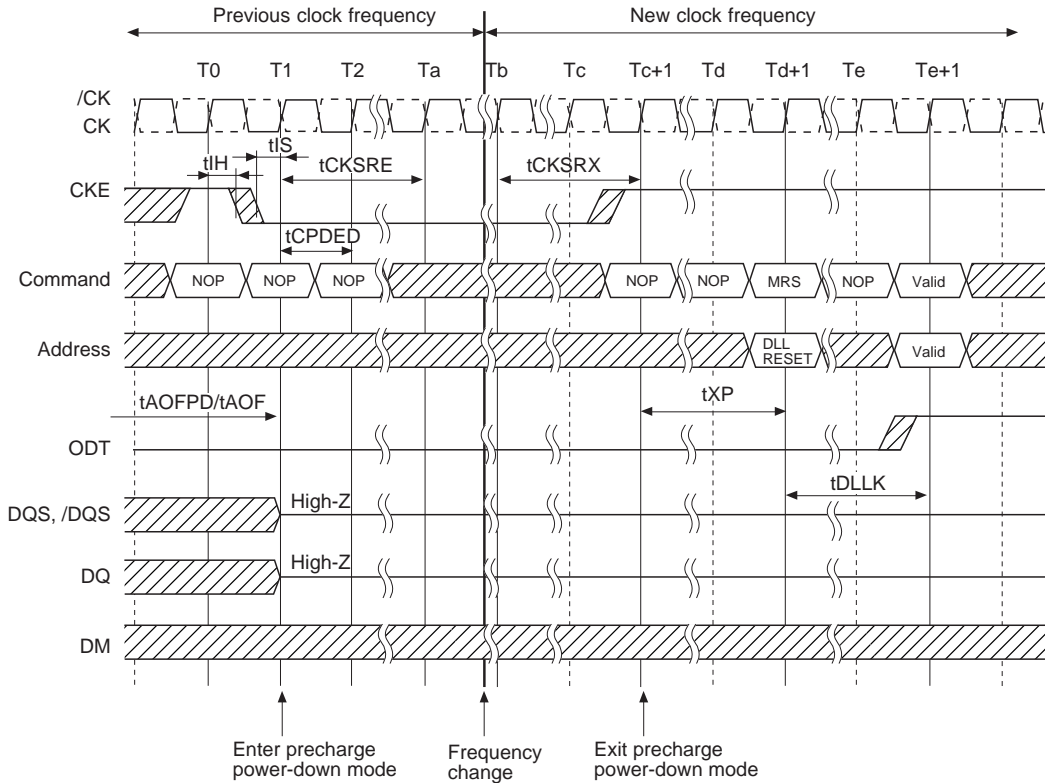 Previous clock frequency New clock frequency
T0 T1 T2 Ta Tb Tc Tc+1 Td Td+1 Te Te+1
/CK
CK
tIS
tIH tCKSRE tCKSRX
CKE
tCPDED
Command NOP NOP NOP NOP NOP MRS NOP Valid
Address DLL RESET Valid
tAOFPD/tAOF tXP
ODT
tDLLK
DQS, /DQS High-Z
DQ High-Z
DM
Enter precharge power-down mode
Frequency change
Exit precharge power-down mode